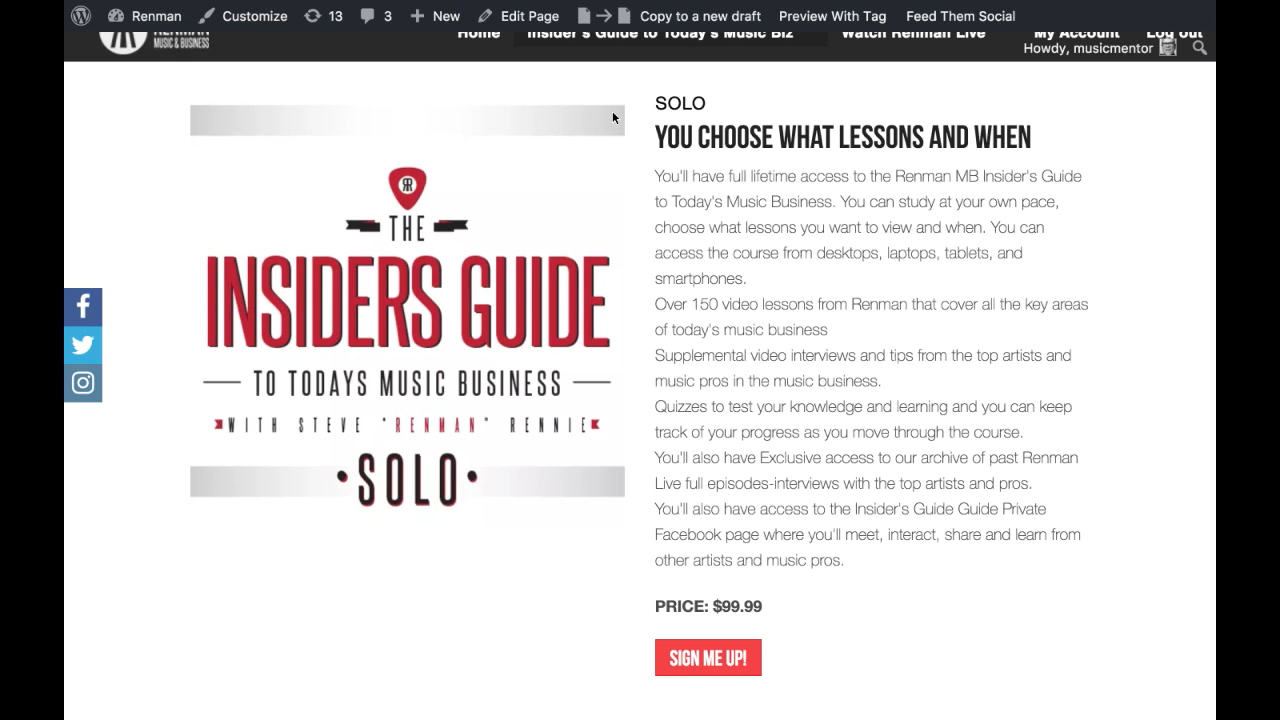 Renman Customize 13 3 + New Edit Page Copy to a new draft Preview With Tag Feed Them Social
RENMAN
MUSIC & BUSINESS
Home Insider's Guide to Today's Music Biz Watch Renman Live My Account Log Out
Howdy, musicmentor
THE
INSIDERS GUIDE
TO TODAYS MUSIC BUSINESS
WITH STEVE "RENMAN" RENNIE
•SOLO•
SOLO
YOU CHOOSE WHAT LESSONS AND WHEN
You'll have full lifetime access to the Renman MB Insider's Guide
to Today's Music Business. You can study at your own pace,
choose what lessons you want to view and when. You can
access the course from desktops, laptops, tablets, and
smartphones.
Over 150 video lessons from Renman that cover all the key areas
of today's music business
Supplemental video interviews and tips from the top artists and
music pros in the music business.
Quizzes to test your knowledge and learning and you can keep
track of your progress as you move through the course.
You'll also have Exclusive access to our archive of past Renman
Live full episodes-interviews with the top artists and pros.
You'll also have access to the Insider's Guide Guide Private
Facebook page where you'll meet, interact, share and learn from
other artists and music pros.
PRICE: $99.99
SIGN ME UP!